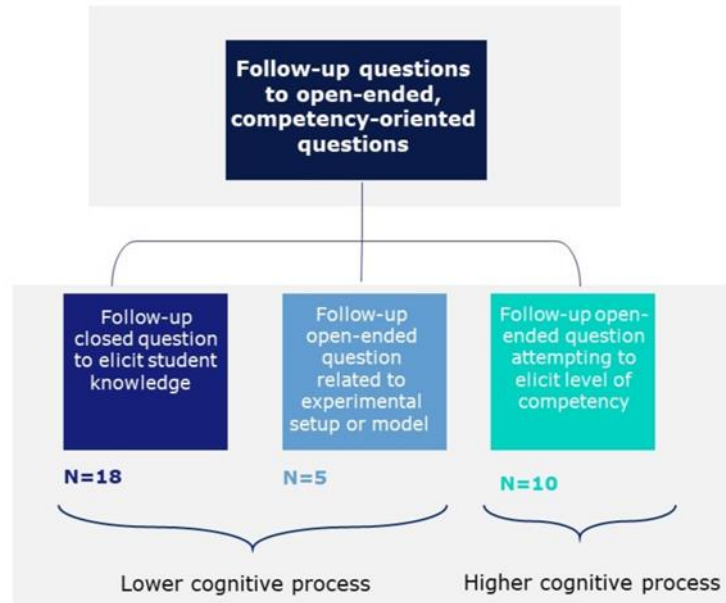 Follow-up questions
to open-ended,
competency-oriented
questions
Follow-up
closed question
to elicit student
knowledge
Follow-up
open-ended
question
related to
experimental
setup or model
Follow-up open-
ended question
attempting to
elicit level of
competency
N=18
N=5
N=10
Lower cognitive process
Higher cognitive process